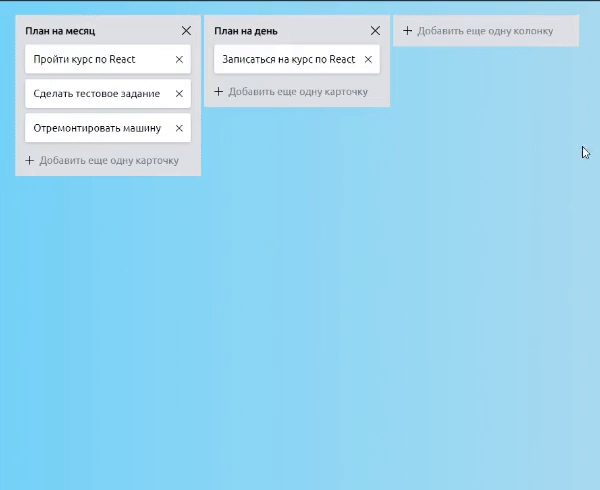 План на месяц
Пройти курс по React
Сделать тестовое задание
Отремонтировать машину
Добавить еще одну карточку
План на день
Записаться на курс по React
Добавить еще одну карточку
Добавить еще одну колонку